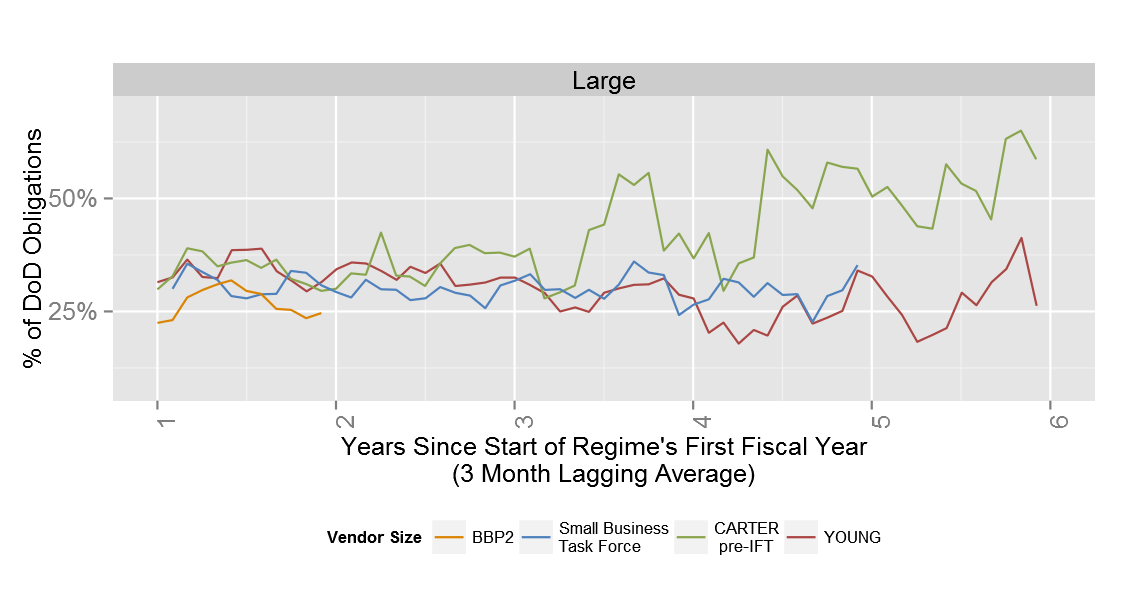 Large
% of DoD Obligations
50%
25%
1 2 3 4 5 6
Years Since Start of Regime's First Fiscal Year
(3 Month Lagging Average)
Vendor Size
BBP2
Small Business
Task Force
CARTER
pre-IFT
YOUNG